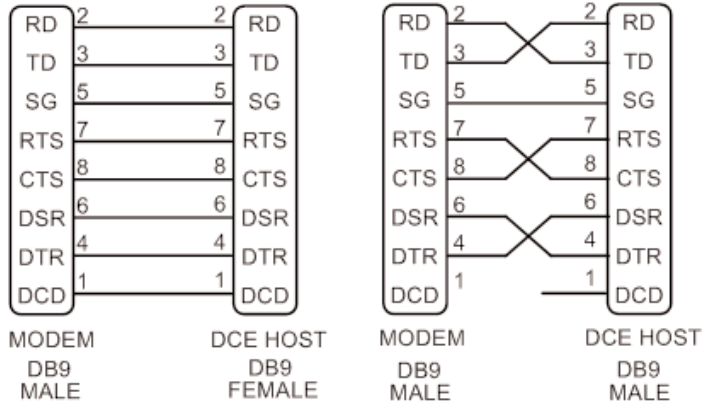 RD 2 2 RD
TD 3 3 TD
SG 5 5 SG
RTS 7 7 RTS
CTS 8 8 CTS
DSR 6 6 DSR
DTR 4 4 DTR
DCD 1 1 DCD
MODEM DCE HOST
DB9 DB9
MALE FEMALE
RD 2 2 RD
TD 3 3 TD
SG 5 5 SG
RTS 7 7 RTS
CTS 8 8 CTS
DSR 6 6 DSR
DTR 4 4 DTR
DCD 1 1 DCD
MODEM DCE HOST
DB9 DB9
MALE MALE